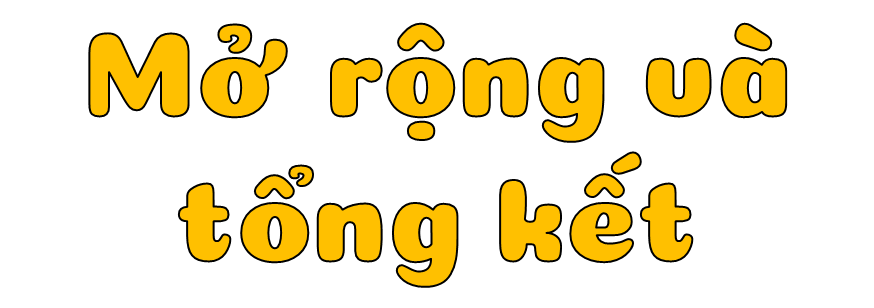 Mở rộng và
tổng kết